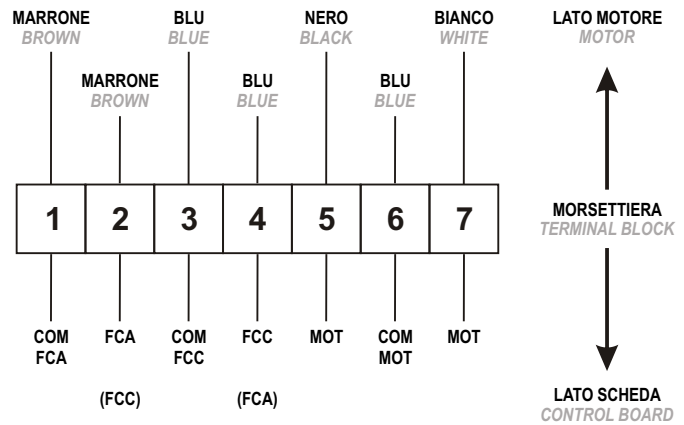 MARRONE
BROWN
BLU
BLUE
NERO
BLACK
BIANCO
WHITE
LATO MOTORE
MOTOR
MARRONE
BROWN
BLU
BLUE
BLU
BLUE
1 2 3 4 5 6 7
MORSETTIERA
TERMINAL BLOCK
COM
FCA
FCA
COM
FCC
FCC
MOT
COM
MOT
MOT
(FCC)
(FCA)
LATO SCHEDA
CONTROL BOARD